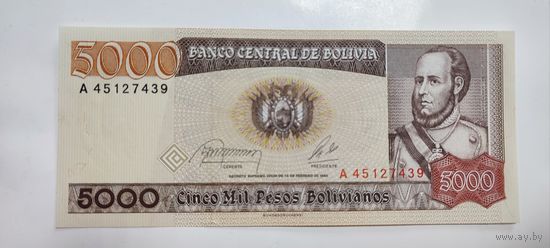 5000
BANCO CENTRAL DE BOLIVIA
A 45127439
GERENTE
PRESIDENTE
A 45127439
5000
5000
Cinco Mil Pesos Bolivianos
www.ay.by